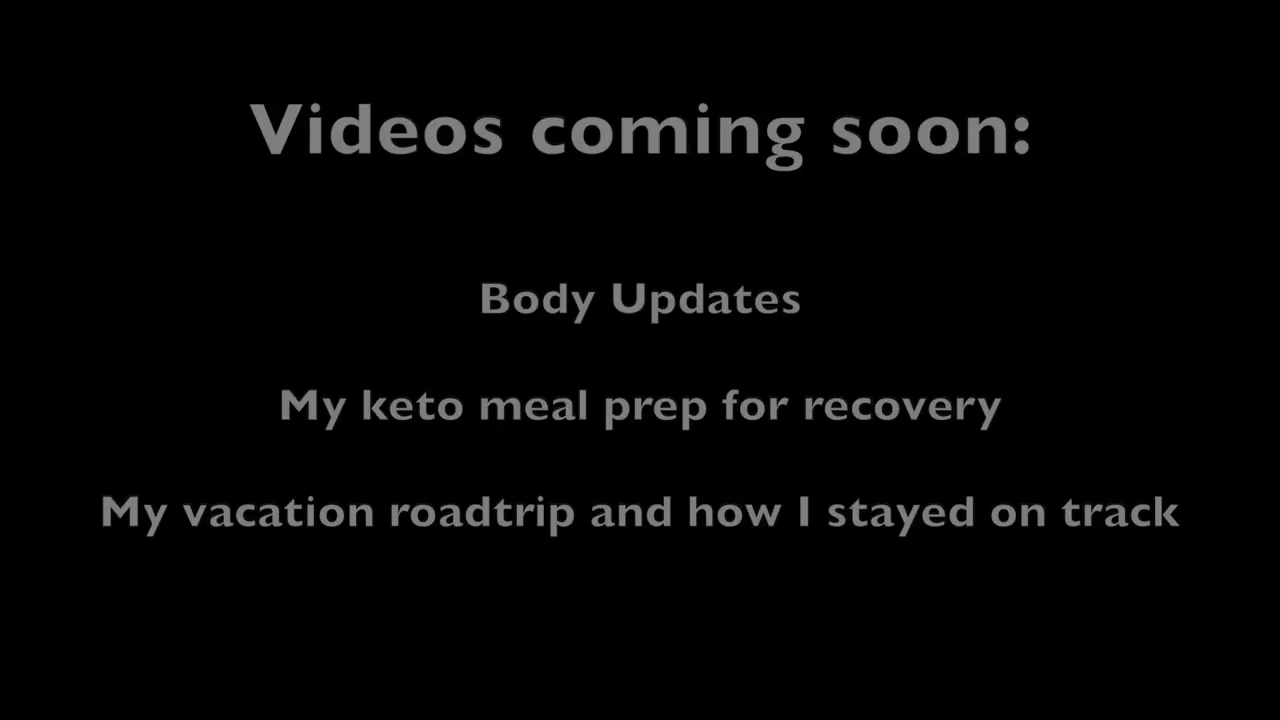 Videos coming soon:
Body Updates
My keto meal prep for recovery
My vacation roadtrip and how I stayed on track